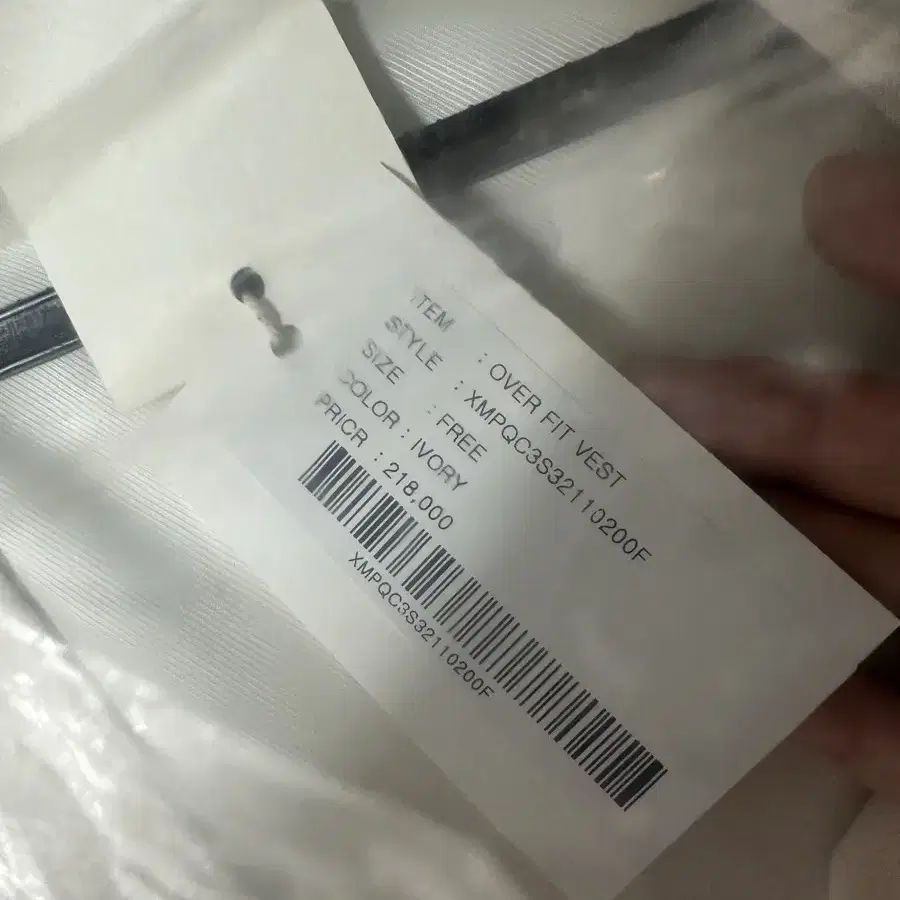 ITEM : OVER FIT VEST
STYLE : XMPQC3S32110200F
SIZE : FREE
COLOR : IVORY
PRICR : 218,000
XMPQC3S32110200F